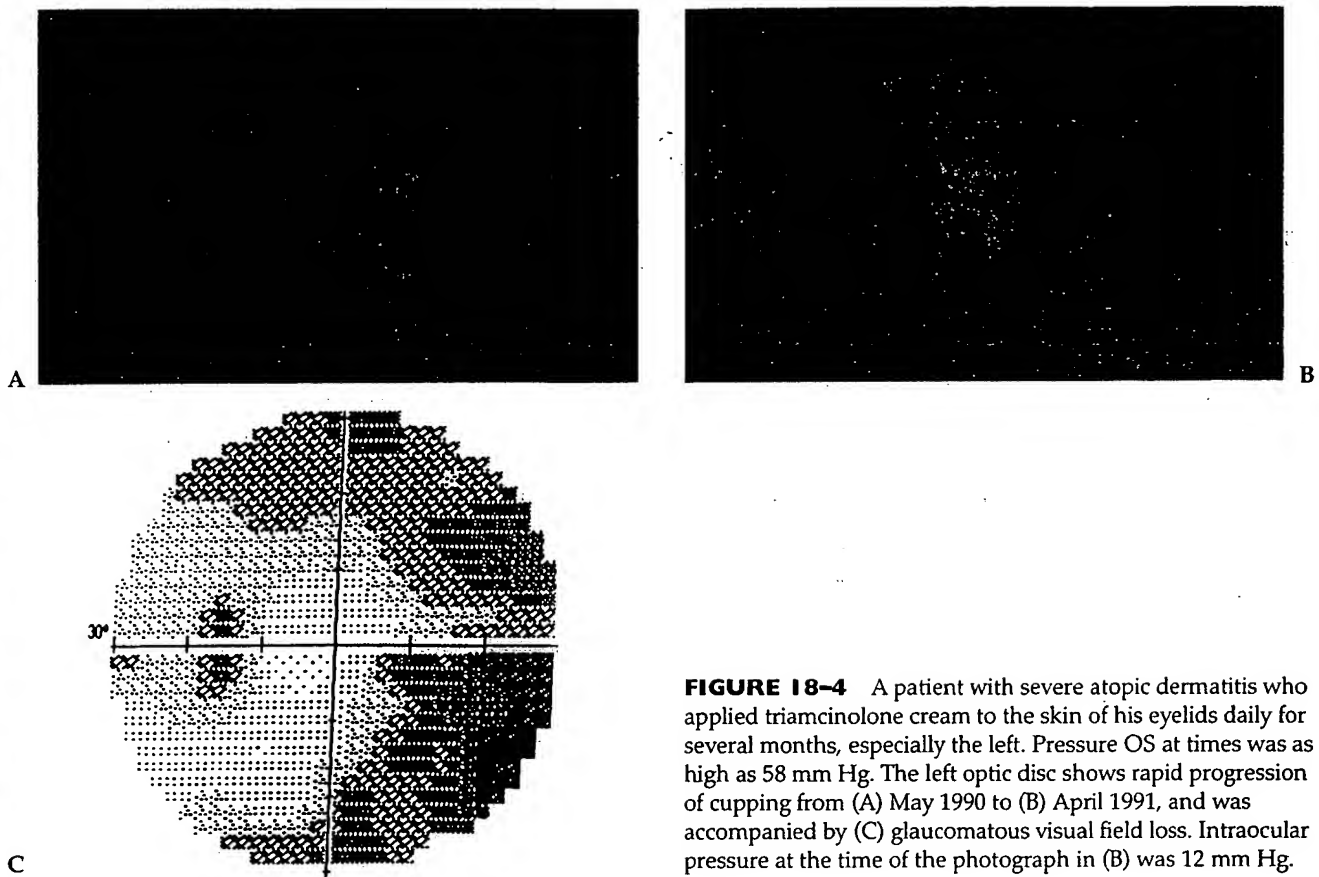 A
B
30°
C
FIGURE 18–4 A patient with severe atopic dermatitis who
applied triamcinolone cream to the skin of his eyelids daily for
several months, especially the left. Pressure OS at times was as
high as 58 mm Hg. The left optic disc shows rapid progression
of cupping from (A) May 1990 to (B) April 1991, and was
accompanied by (C) glaucomatous visual field loss. Intraocular
pressure at the time of the photograph in (B) was 12 mm Hg.